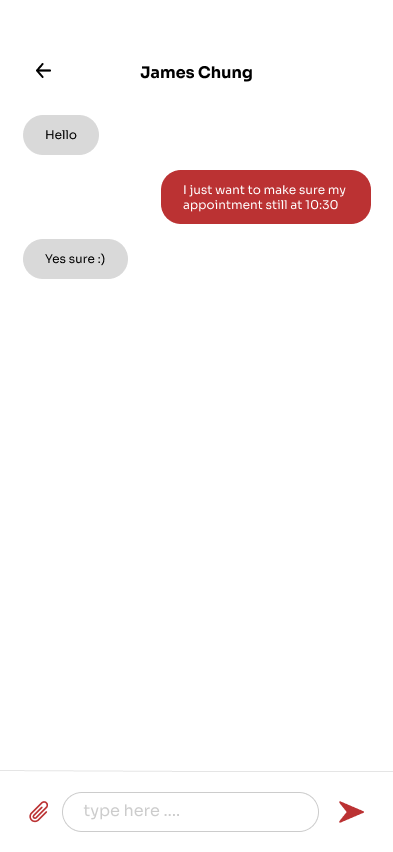 James Chung
Hello
I just want to make sure my
appointment still at 10:30
Yes sure :)
type here ....